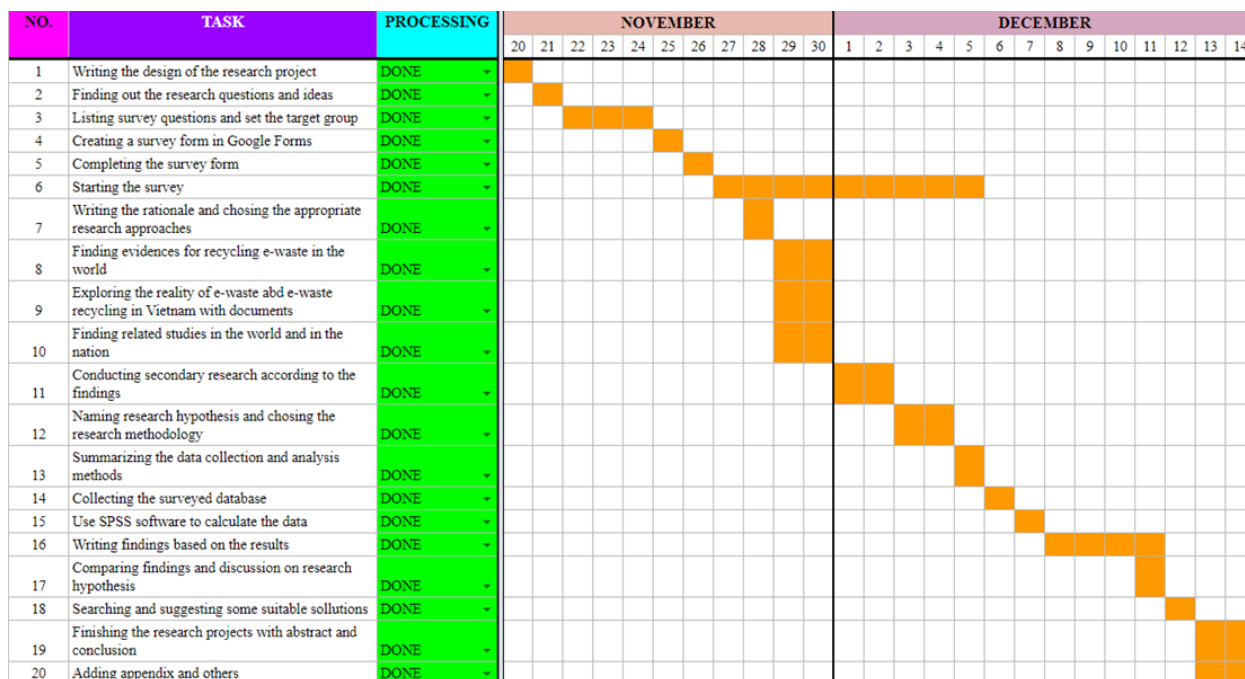 NO. TASK PROCESSING NOVEMBER DECEMBER
20 21 22 23 24 25 26 27 28 29 30 1 2 3 4 5 6 7 8 9 10 11 12 13 14
1 Writing the design of the research project DONE
2 Finding out the research questions and ideas DONE
3 Listing survey questions and set the target group DONE
4 Creating a survey form in Google Forms DONE
5 Completing the survey form DONE
6 Starting the survey DONE
Writing the rationale and chosing the appropriate
7 research approaches DONE
Finding evidences for recycling e-waste in the
8 world DONE
Exploring the reality of e-waste abd e-waste
9 recycling in Vietnam with documents DONE
Finding related studies in the world and in the
10 nation DONE
Conducting secondary research according to the
11 findings DONE
Naming research hypothesis and chosing the
12 research methodology DONE
Summarizing the data collection and analysis
13 methods DONE
14 Collecting the surveyed database DONE
15 Use SPSS software to calculate the data DONE
16 Writing findings based on the results DONE
Comparing findings and discussion on research
17 hypothesis DONE
18 Searching and suggesting some suitable sollutions DONE
Finishing the research projects with abstract and
19 conclusion DONE
20 Adding appendix and others DONE